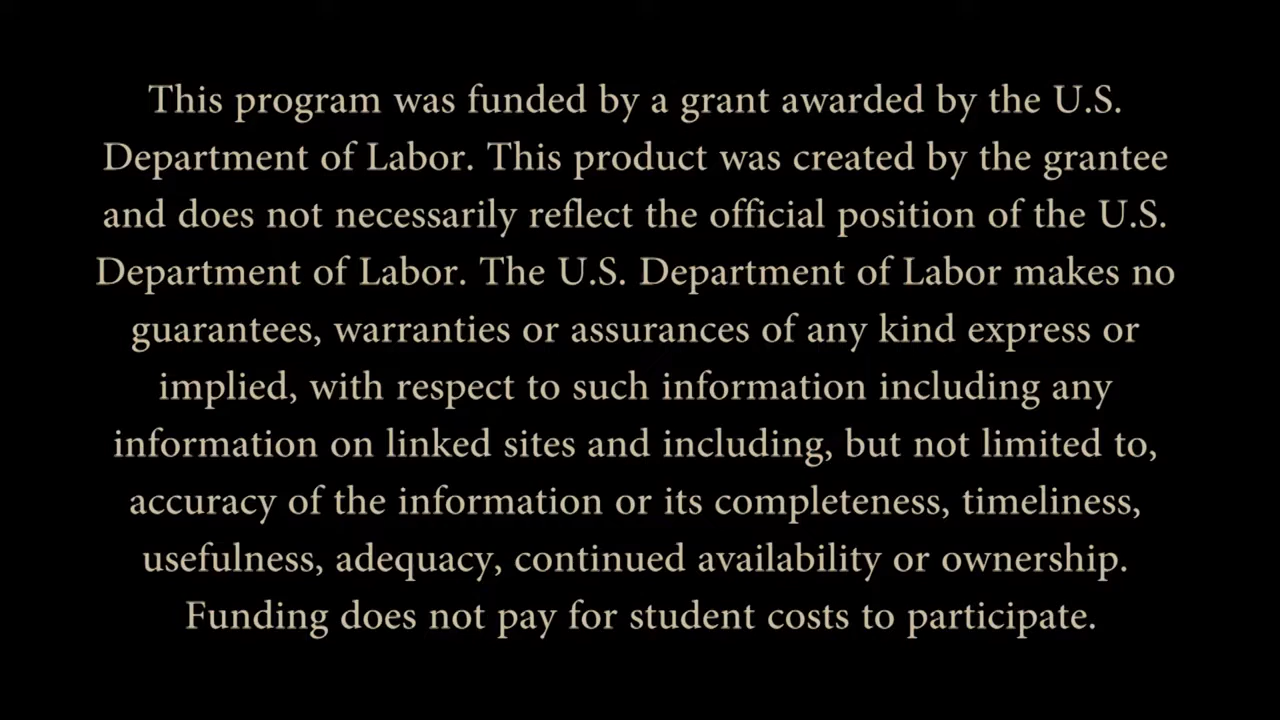 This program was funded by a grant awarded by the U.S.
Department of Labor. This product was created by the grantee
and does not necessarily reflect the official position of the U.S.
Department of Labor. The U.S. Department of Labor makes no
guarantees, warranties or assurances of any kind express or
implied, with respect to such information including any
information on linked sites and including, but not limited to,
accuracy of the information or its completeness, timeliness,
usefulness, adequacy, continued availability or ownership.
Funding does not pay for student costs to participate.